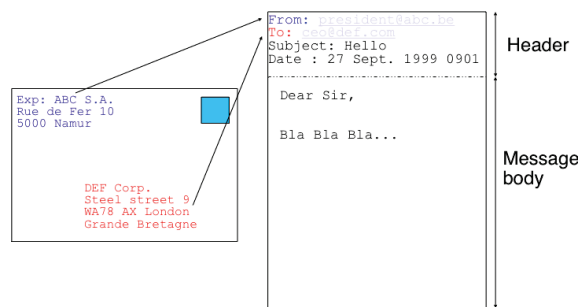 From: president@abc.be
To: ceo@def.com
Subject: Hello
Date : 27 Sept. 1999 0901
Header
Dear Sir,
Bla Bla Bla...
Message
body
Exp: ABC S.A.
Rue de Fer 10
5000 Namur
DEF Corp.
Steel street 9
WA78 AX London
Grande Bretagne